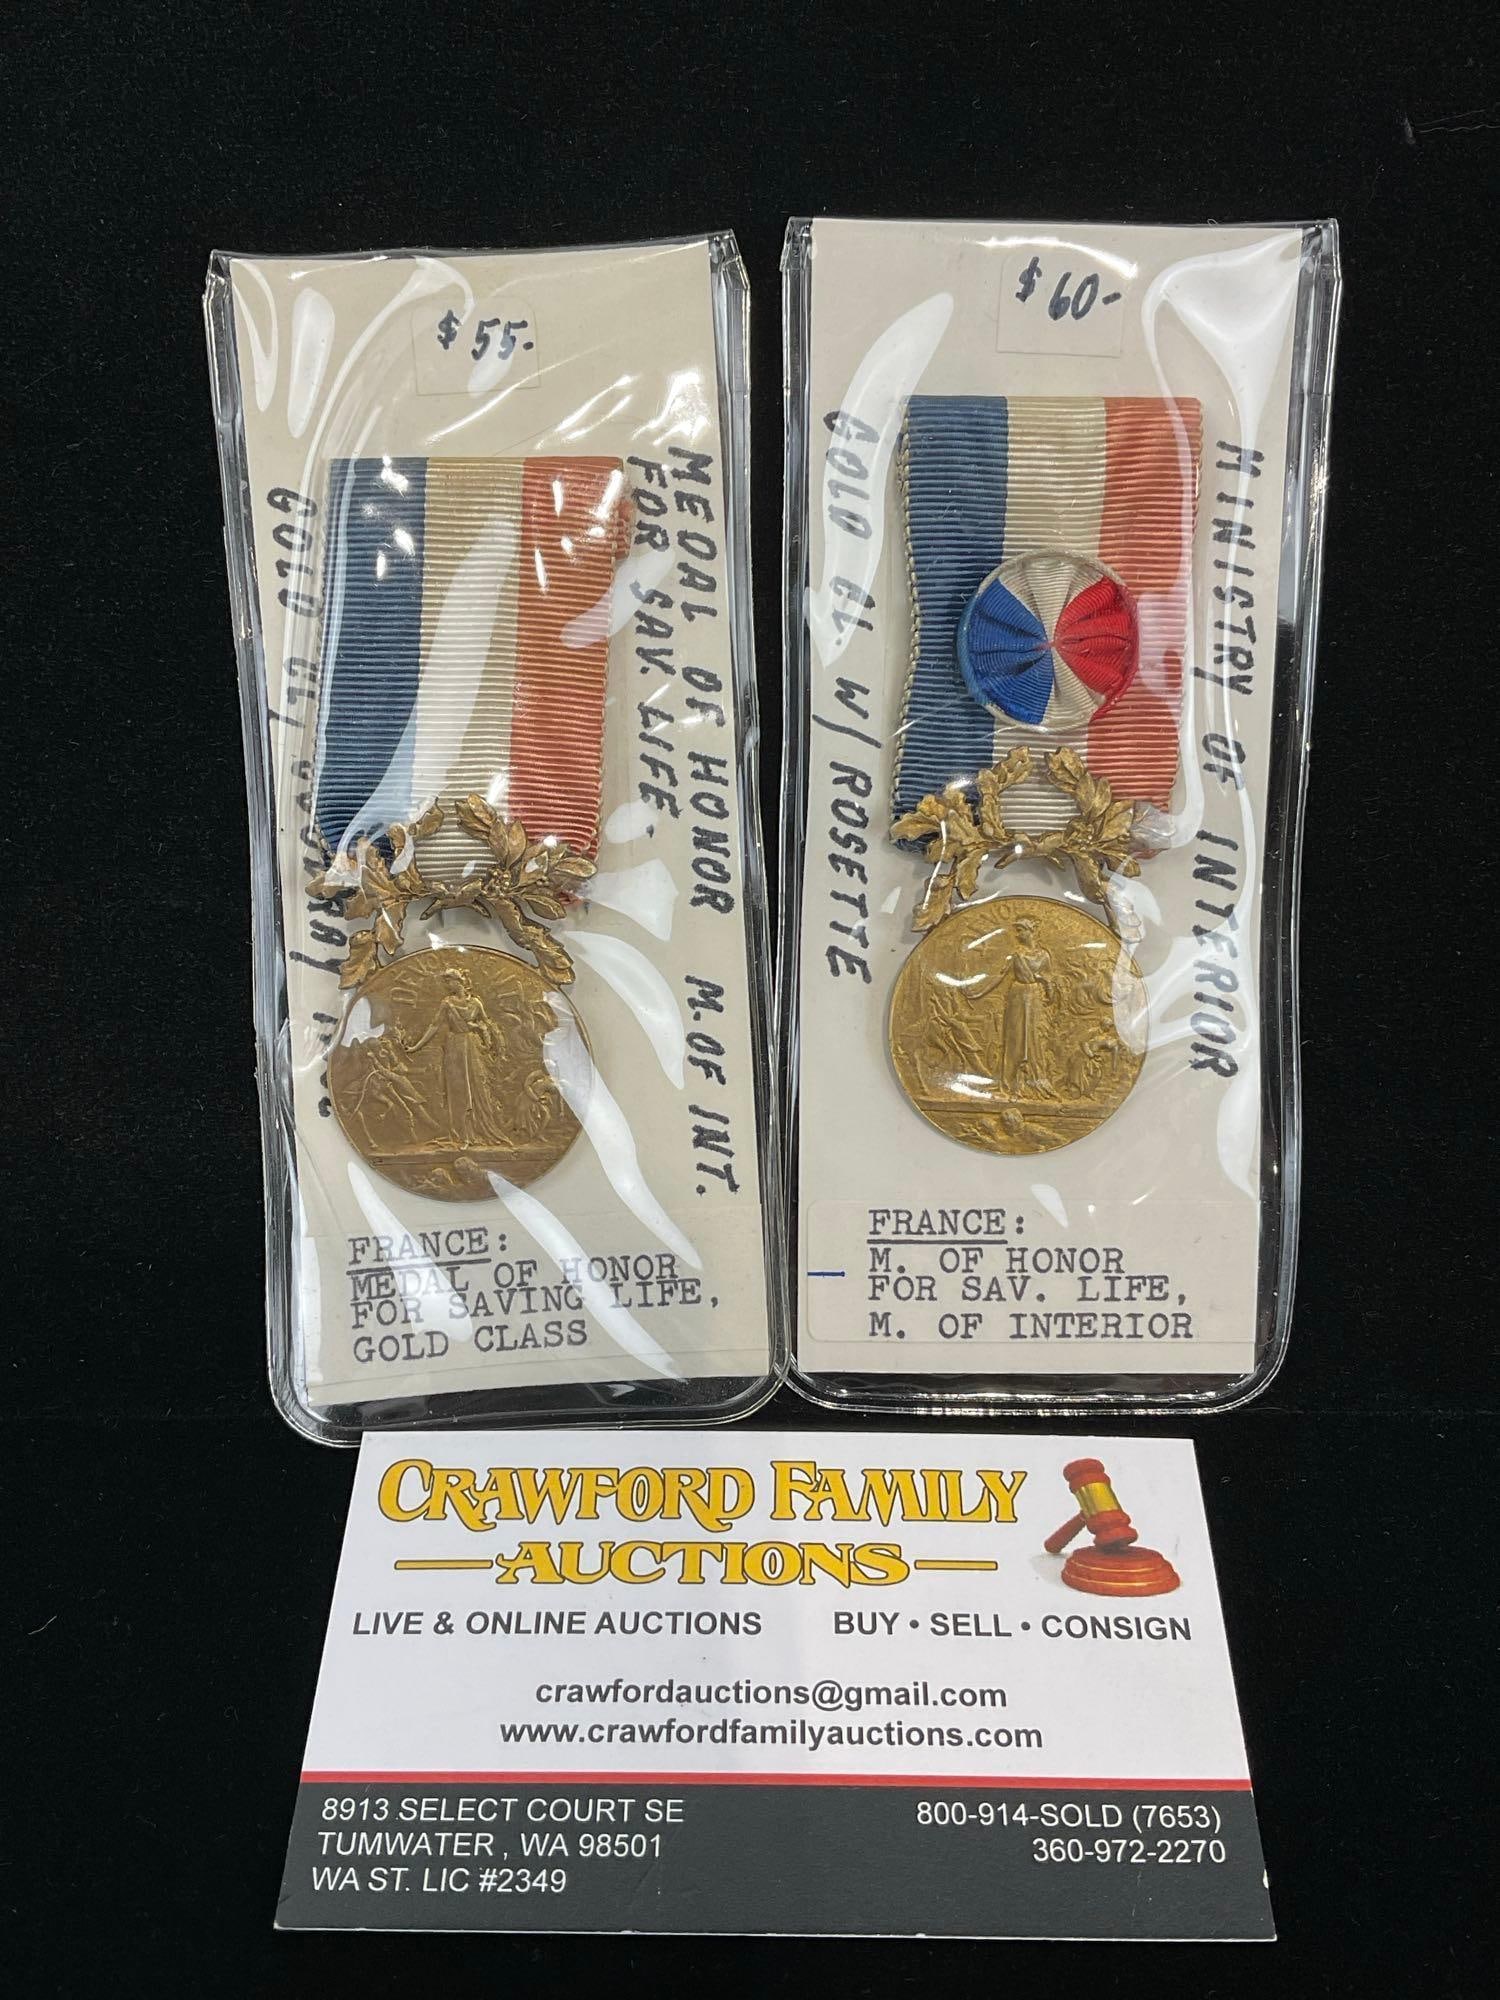 $55.
GOLD CL,
MEDAL OF HONOR M. OF INT.
FOR SAV. LIFE.
FRANCE:
MEDAL OF HONOR
FOR SAVING LIFE,
GOLD CLASS
$60-
GOLD CL. W/ ROSETTE
MINISTRY OF INTERIOR
FRANCE:
M. OF HONOR
FOR SAV. LIFE,
M. OF INTERIOR
CRAWFORD FAMILY
AUCTIONS
LIVE & ONLINE AUCTIONS BUY • SELL • CONSIGN
crawfordauctions@gmail.com
www.crawfordfamilyauctions.com
8913 SELECT COURT SE
TUMWATER, WA 98501
WA ST. LIC #2349
800-914-SOLD (7653)
360-972-2270